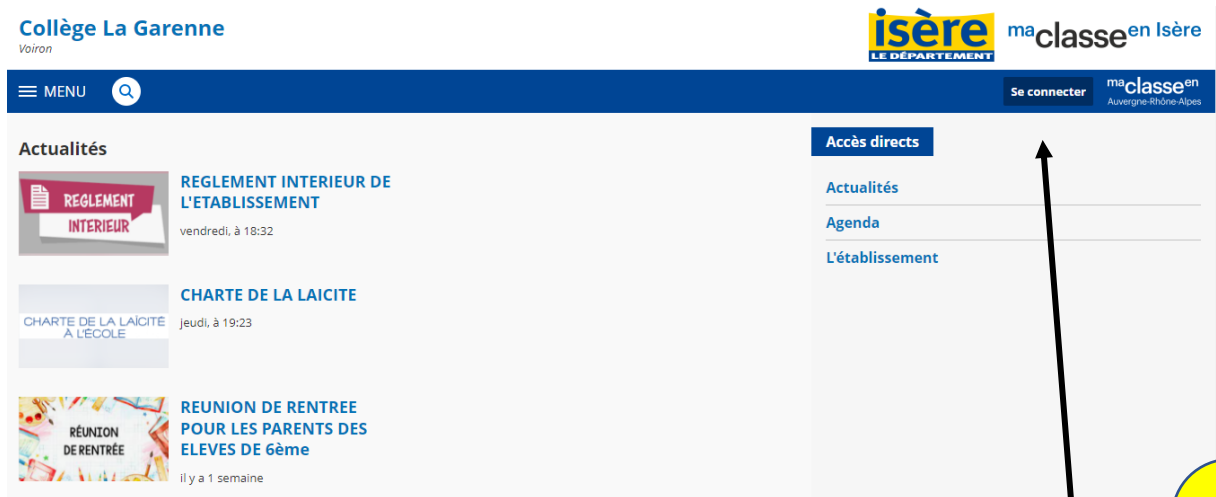 Collège La Garenne
Voiron
isère
LE DÉPARTEMENT
maclasseen Isère
MENU
Se connecter
maclasseen
Auvergne-Rhône-Alpes
Actualités
REGLEMENT
INTERIEUR
REGLEMENT INTERIEUR DE
L'ETABLISSEMENT
vendredi, à 18:32
CHARTE DE LA LAÏCITÉ
À L'ÉCOLE
CHARTE DE LA LAICITE
jeudi, à 19:23
RÉUNION
DE RENTRÉE
REUNION DE RENTREE
POUR LES PARENTS DES
ELEVES DE 6ème
il y a 1 semaine
Accès directs
Actualités
Agenda
L'établissement